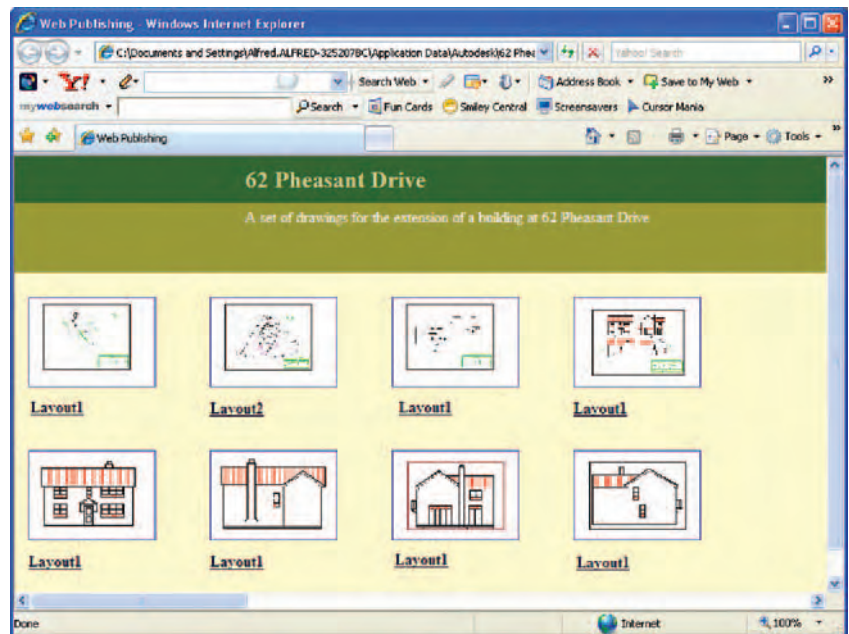 Web Publishing - Windows Internet Explorer
C:\Documents and Settings\Alfred.ALFRED-325207BC\Application Data\Autodesk\62 Phea
Yahoo! Search
Y!
Search Web
Address Book
Save to My Web
»
mywebsearch
Search
Fun Cards
Smiley Central
Screensavers
Cursor Mania
Web Publishing
Page
Tools
»
62 Pheasant Drive
A set of drawings for the extension of a building at 62 Pheasant Drive
Layout1 Layout2 Layout1 Layout1
Layout1 Layout1 Layout1 Layout1
Done
Internet
100%